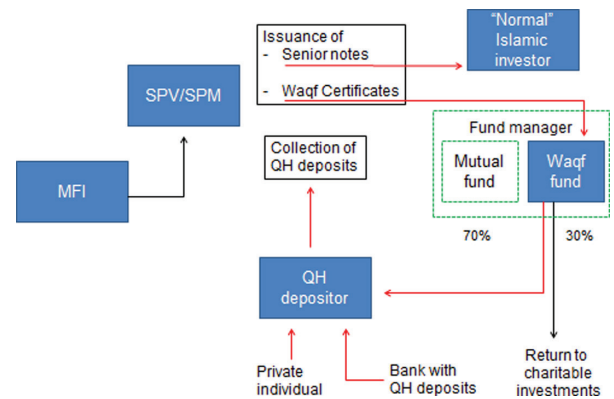 Issuance of
- Senior notes
- Waqf Certificates
“Normal”
Islamic
investor
SPV/SPM
Fund manager
Mutual
fund
Waqf
fund
Collection of
QH deposits
MFI
70%
30%
QH
depositor
Private
individual
Bank with
QH deposits
Return to
charitable
investments